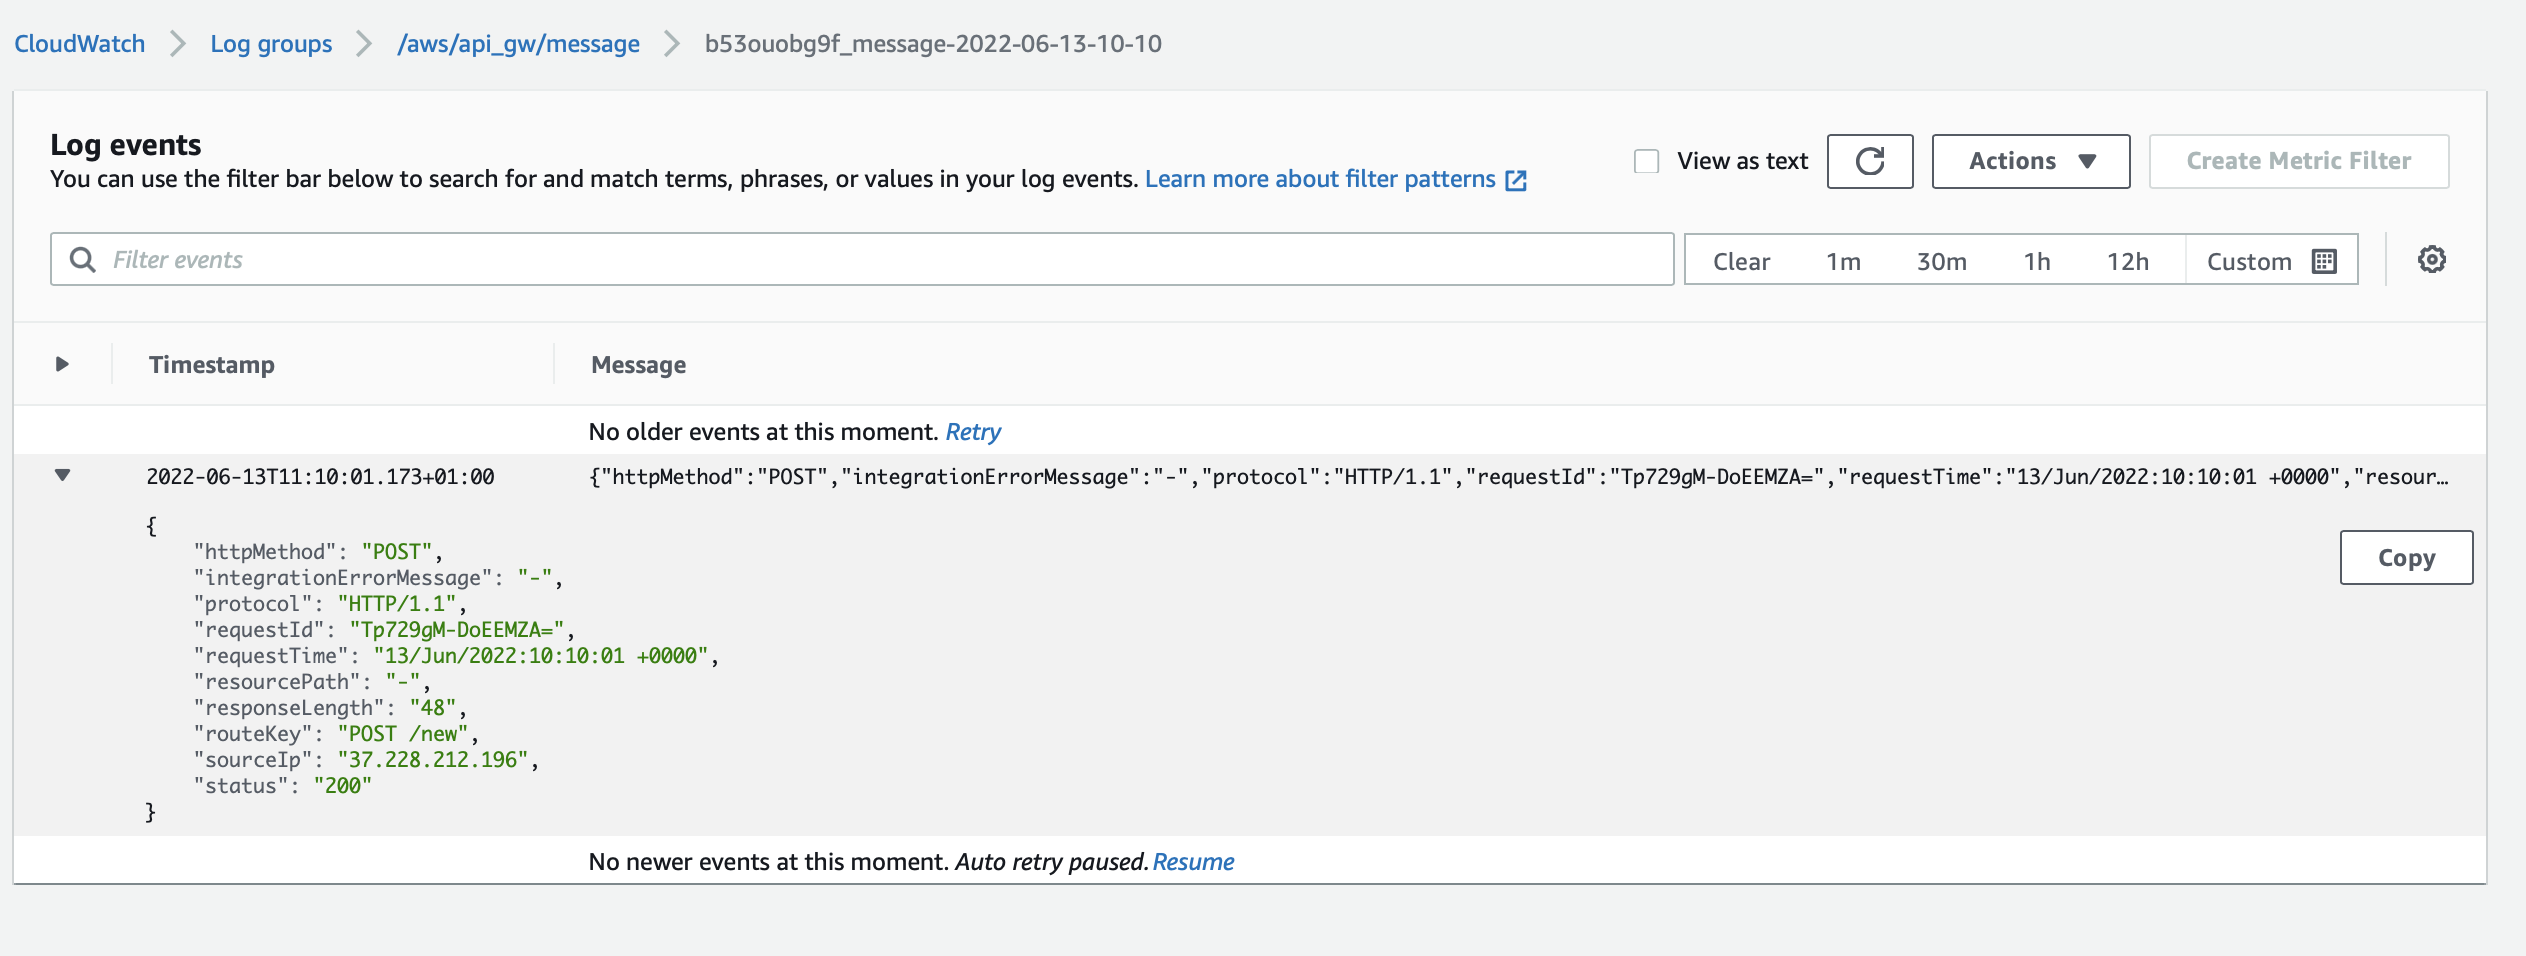 CloudWatch > Log groups > /aws/api_gw/message > b53ouobg9f_message-2022-06-13-10-10
Log events
You can use the filter bar below to search for and match terms, phrases, or values in your log events. Learn more about filter patterns
View as text
Actions
Create Metric Filter
Filter events
Clear 1m 30m 1h 12h Custom
Timestamp Message
No older events at this moment. Retry
2022-06-13T11:10:01.173+01:00 {"httpMethod":"POST","integrationErrorMessage":"-","protocol":"HTTP/1.1","requestId":"Tp729gM-DoEEMZA=","requestTime":"13/Jun/2022:10:10:01 +0000","resour…
{
"httpMethod": "POST",
"integrationErrorMessage": "-",
"protocol": "HTTP/1.1",
"requestId": "Tp729gM-DoEEMZA=",
"requestTime": "13/Jun/2022:10:10:01 +0000",
"resourcePath": "-",
"responseLength": "48",
"routeKey": "POST /new",
"sourceIp": "37.228.212.196",
"status": "200"
}
Copy
No newer events at this moment. Auto retry paused. Resume